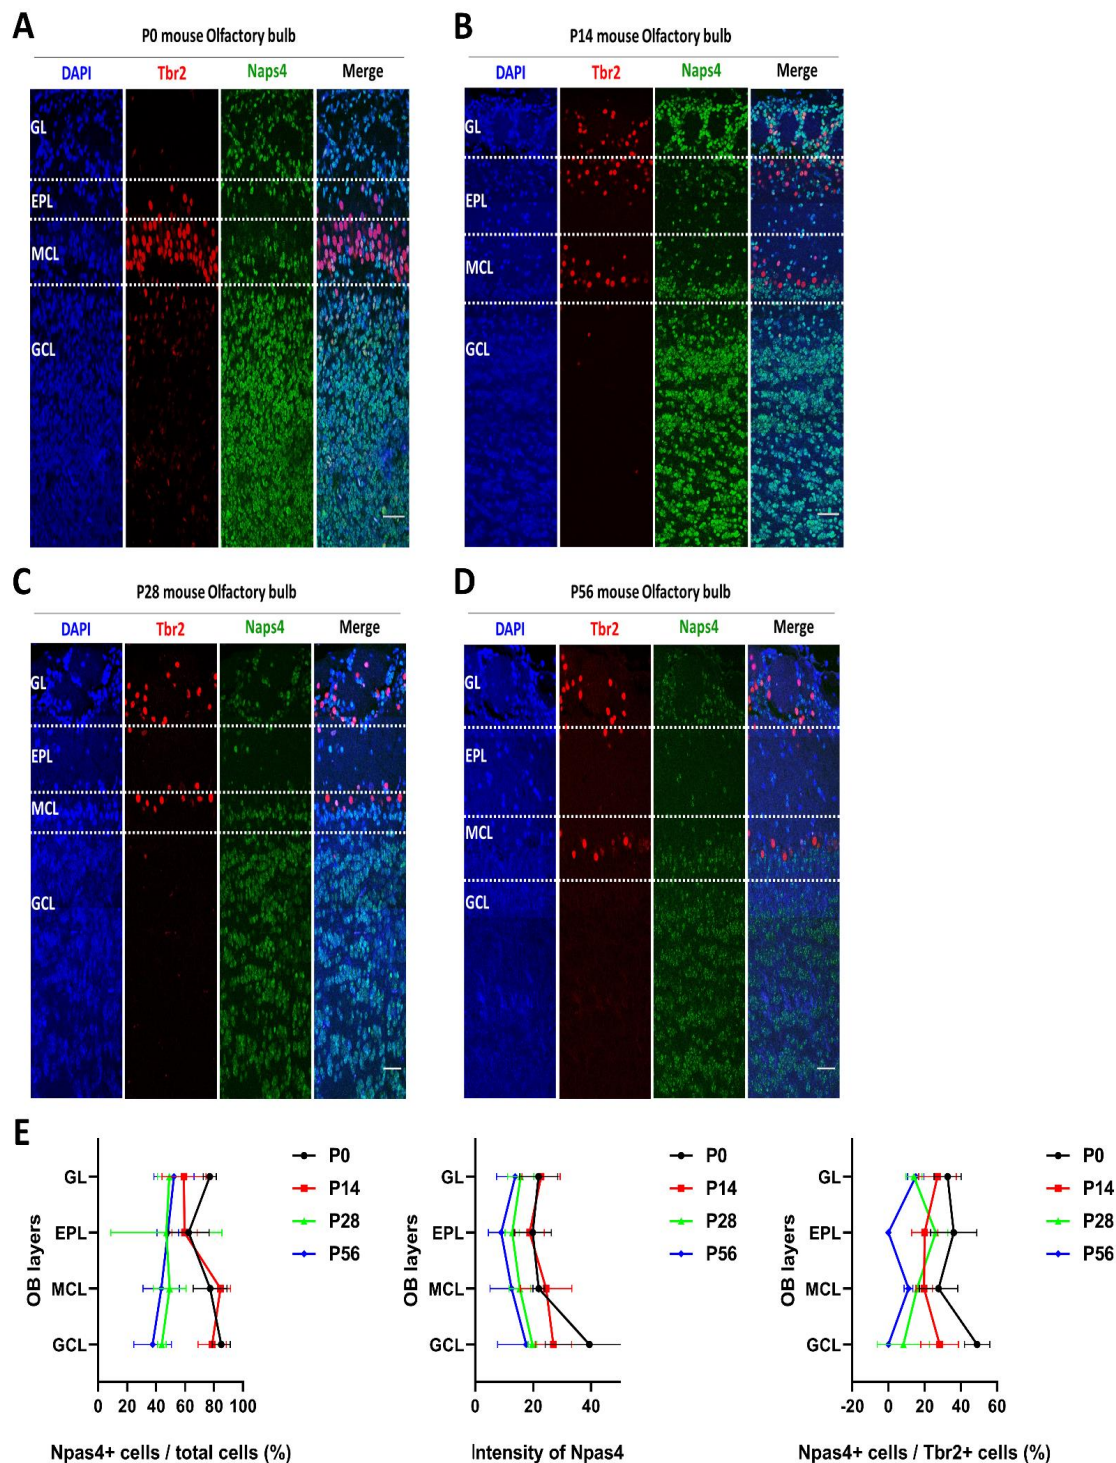 A
P0 mouse Olfactory bulb
DAPI Tbr2 Naps4 Merge
GL
EPL
MCL
GCL
B
P14 mouse Olfactory bulb
DAPI Tbr2 Naps4 Merge
GL
EPL
MCL
GCL
C
P28 mouse Olfactory bulb
DAPI Tbr2 Naps4 Merge
GL
EPL
MCL
GCL
D
P56 mouse Olfactory bulb
DAPI Tbr2 Naps4 Merge
GL
EPL
MCL
GCL
E
OB layers
GL
EPL
MCL
GCL
0 20 40 60 80 100
Npas4+ cells / total cells (%)
P0
P14
P28
P56
OB layers
GL
EPL
MCL
GCL
0 20 40
Intensity of Npas4
P0
P14
P28
P56
OB layers
GL
EPL
MCL
GCL
-20 0 20 40 60
Npas4+ cells / Tbr2+ cells (%)
P0
P14
P28
P56